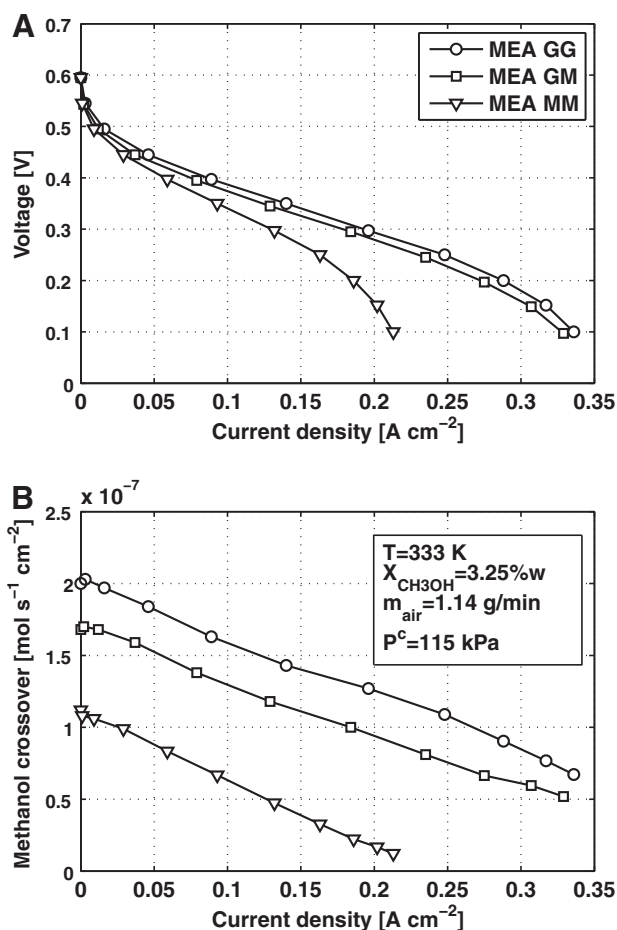 A
0.7
0.6
0.5
0.4
0.3
0.2
0.1
0
Voltage [V]
MEA GG
MEA GM
MEA MM
0 0.05 0.1 0.15 0.2 0.25 0.3 0.35
Current density [A cm⁻²]
B
x 10⁻⁷
2.5
2
1.5
1
0.5
0
Methanol crossover [mol s⁻¹ cm⁻²]
T=333 K
X_CH3OH=3.25%w
m_air=1.14 g/min
P^c=115 kPa
0 0.05 0.1 0.15 0.2 0.25 0.3 0.35
Current density [A cm⁻²]